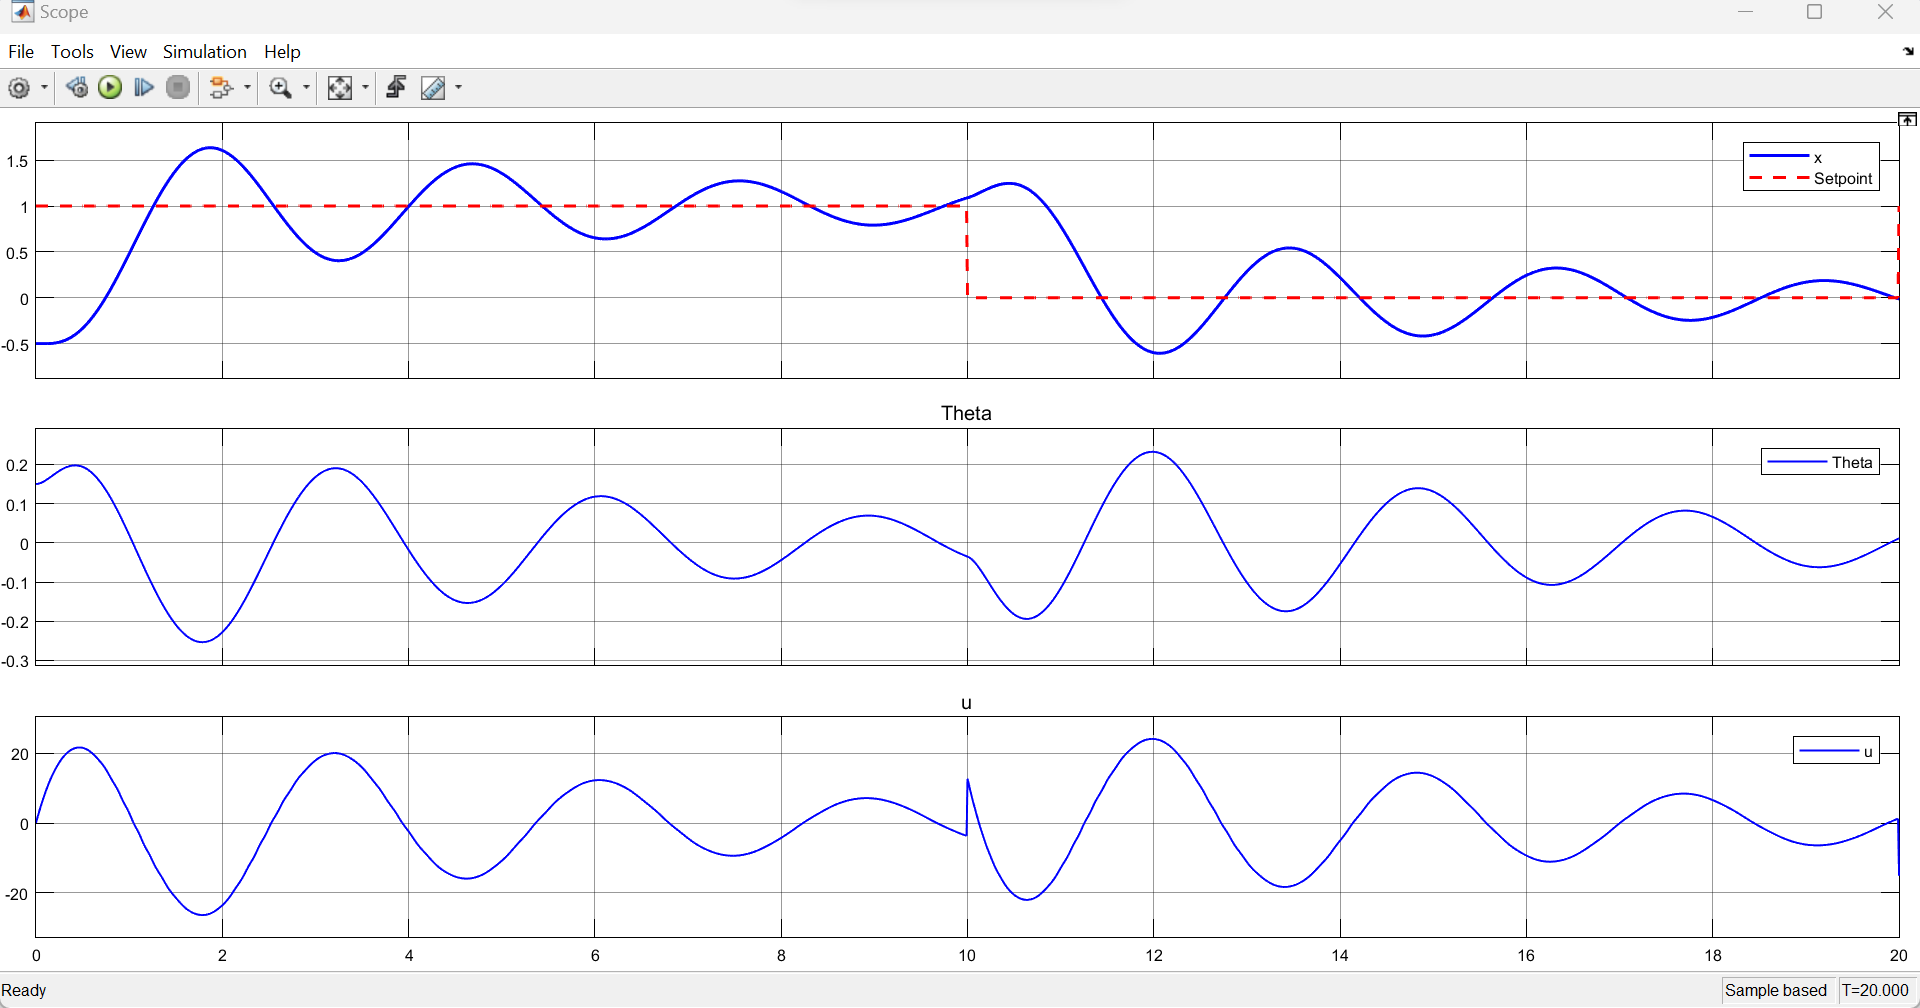 Scope
File Tools View Simulation Help
1.5
1
0.5
0
-0.5
x
Setpoint
Theta
0.2
0.1
0
-0.1
-0.2
-0.3
Theta
u
20
0
-20
u
0 2 4 6 8 10 12 14 16 18 20
Ready Sample based T=20.000